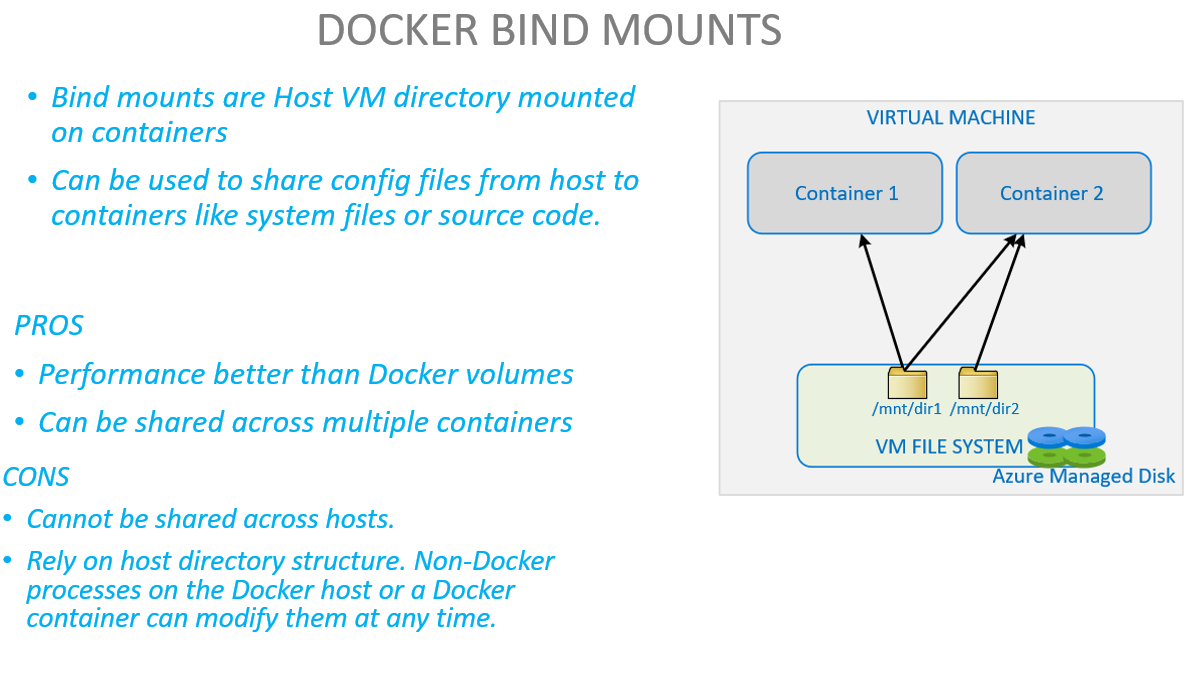 DOCKER BIND MOUNTS
• Bind mounts are Host VM directory mounted
on containers
• Can be used to share config files from host to
containers like system files or source code.
PROS
• Performance better than Docker volumes
• Can be shared across multiple containers
CONS
• Cannot be shared across hosts.
• Rely on host directory structure. Non-Docker
processes on the Docker host or a Docker
container can modify them at any time.
VIRTUAL MACHINE
Container 1
Container 2
/mnt/dir1
/mnt/dir2
VM FILE SYSTEM
Azure Managed Disk